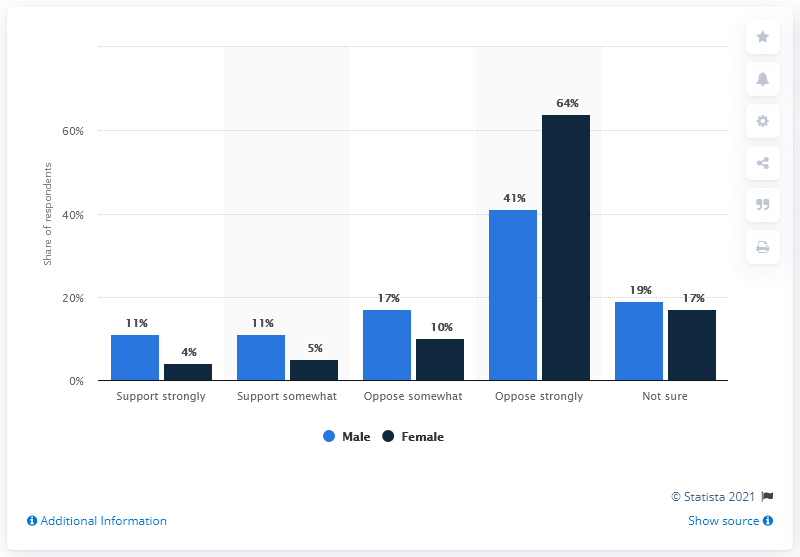 Share of respondents
60%
40%
20%
0%
11%
4%
11%
5%
17%
10%
41%
64%
19%
17%
Support strongly
Support somewhat
Oppose somewhat
Oppose strongly
Not sure
Male
Female
© Statista 2021
Additional Information
Show source